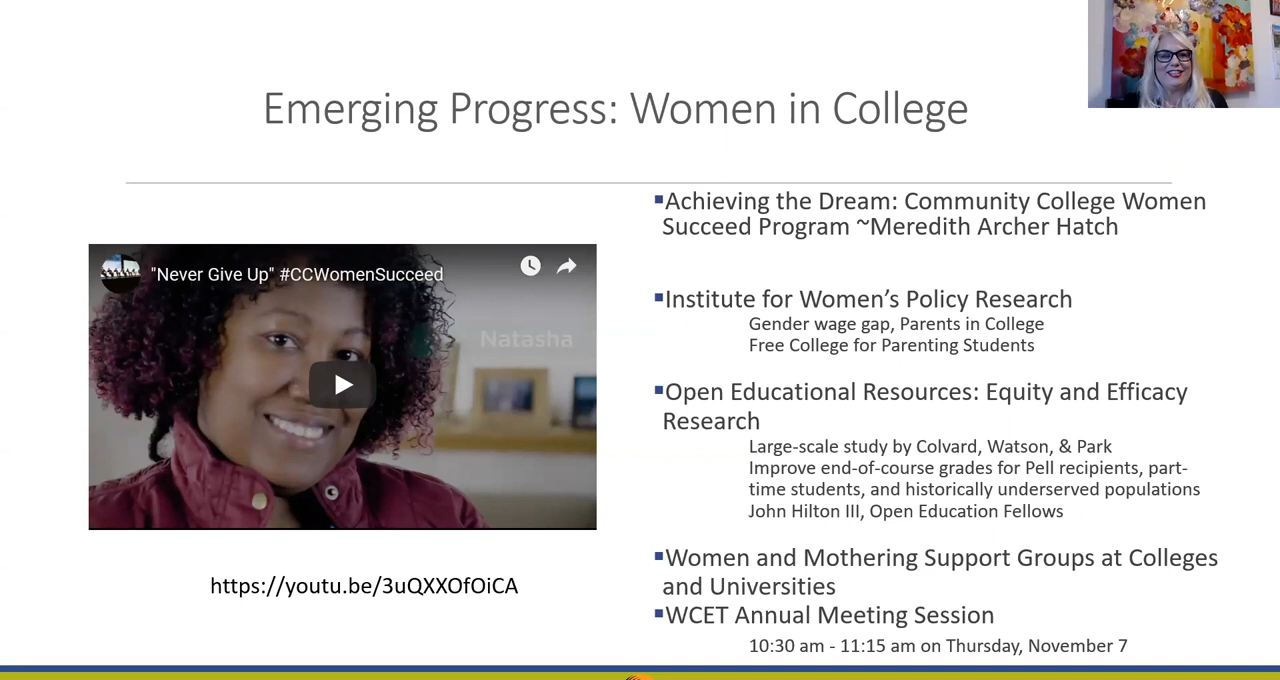 Emerging Progress: Women in College
"Never Give Up" #CCWomenSucceed
Natasha
https://youtu.be/3uQXXOfOiCA
▪Achieving the Dream: Community College Women
Succeed Program ~Meredith Archer Hatch
▪Institute for Women’s Policy Research
Gender wage gap, Parents in College
Free College for Parenting Students
▪Open Educational Resources: Equity and Efficacy
Research
Large-scale study by Colvard, Watson, & Park
Improve end-of-course grades for Pell recipients, part-
time students, and historically underserved populations
John Hilton III, Open Education Fellows
▪Women and Mothering Support Groups at Colleges
and Universities
▪WCET Annual Meeting Session
10:30 am - 11:15 am on Thursday, November 7